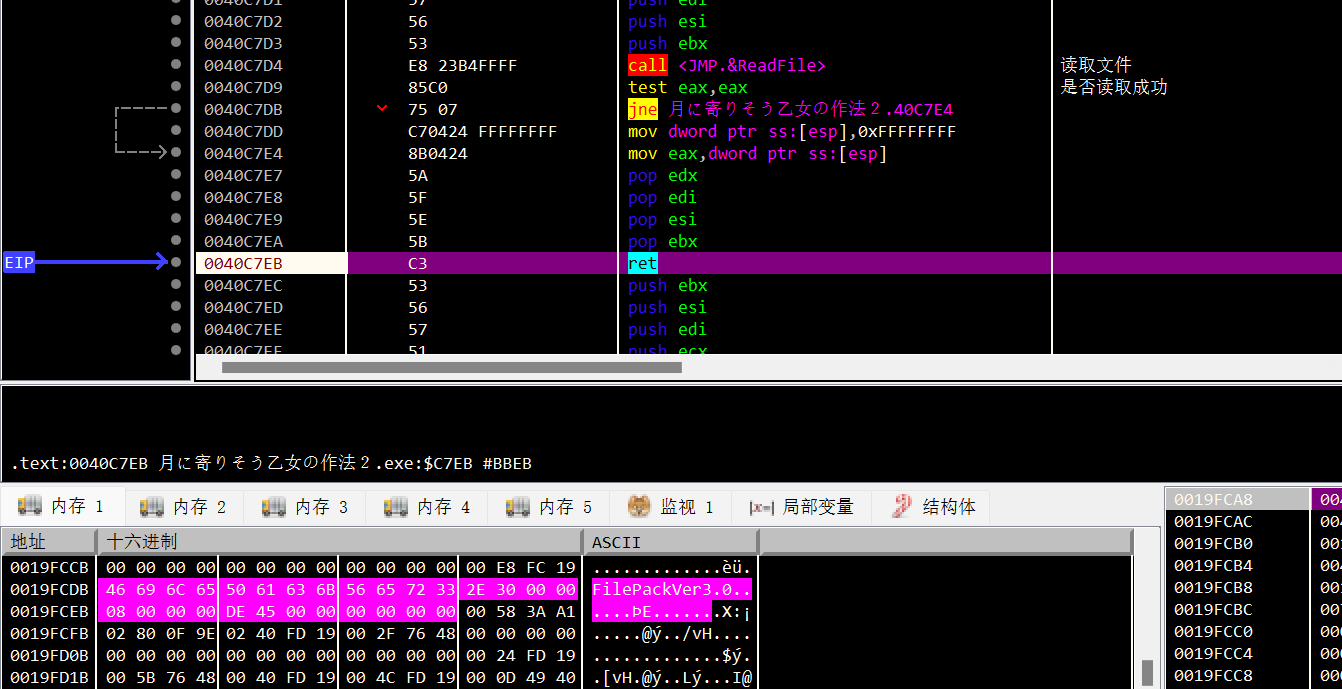 0040C7D2 56 push esi
0040C7D3 53 push ebx
0040C7D4 E8 23B4FFFF call <JMP.&ReadFile> 读取文件
0040C7D9 85C0 test eax,eax 是否读取成功
0040C7DB 75 07 jne 月に寄りそう乙女の作法２.40C7E4
0040C7DD C70424 FFFFFFFF mov dword ptr ss:[esp],0xFFFFFFFF
0040C7E4 8B0424 mov eax,dword ptr ss:[esp]
0040C7E7 5A pop edx
0040C7E8 5F pop edi
0040C7E9 5E pop esi
0040C7EA 5B pop ebx
EIP 0040C7EB C3 ret
0040C7EC 53 push ebx
0040C7ED 56 push esi
0040C7EE 57 push edi
0040C7EF 51 push ecx
.text:0040C7EB 月に寄りそう乙女の作法２.exe:$C7EB #BBEB
内存 1 内存 2 内存 3 内存 4 内存 5 监视 1 [x=] 局部变量 结构体
地址 十六进制 ASCII
0019FCCB 00 00 00 00 00 00 00 00 00 00 00 00 00 E8 FC 19 .............èü.
0019FCDB 46 69 6C 65 50 61 63 6B 56 65 72 33 2E 30 00 00 FilePackVer3.0..
0019FCEB 08 00 00 00 DE 45 00 00 00 00 00 00 00 58 3A A1 ....ÞE.......X:¡
0019FCFB 02 80 0F 9E 02 40 FD 19 00 2F 76 48 00 00 00 00 .....@ý../vH....
0019FD0B 00 00 00 00 00 00 00 00 00 00 00 00 00 24 FD 19 .............$ý.
0019FD1B 00 5B 76 48 00 40 FD 19 00 4C FD 19 00 0D 49 40 .[vH.@ý..Lý...I@
0019FCA8
0019FCAC
0019FCB0
0019FCB4
0019FCB8
0019FCBC
0019FCC0
0019FCC4
0019FCC8